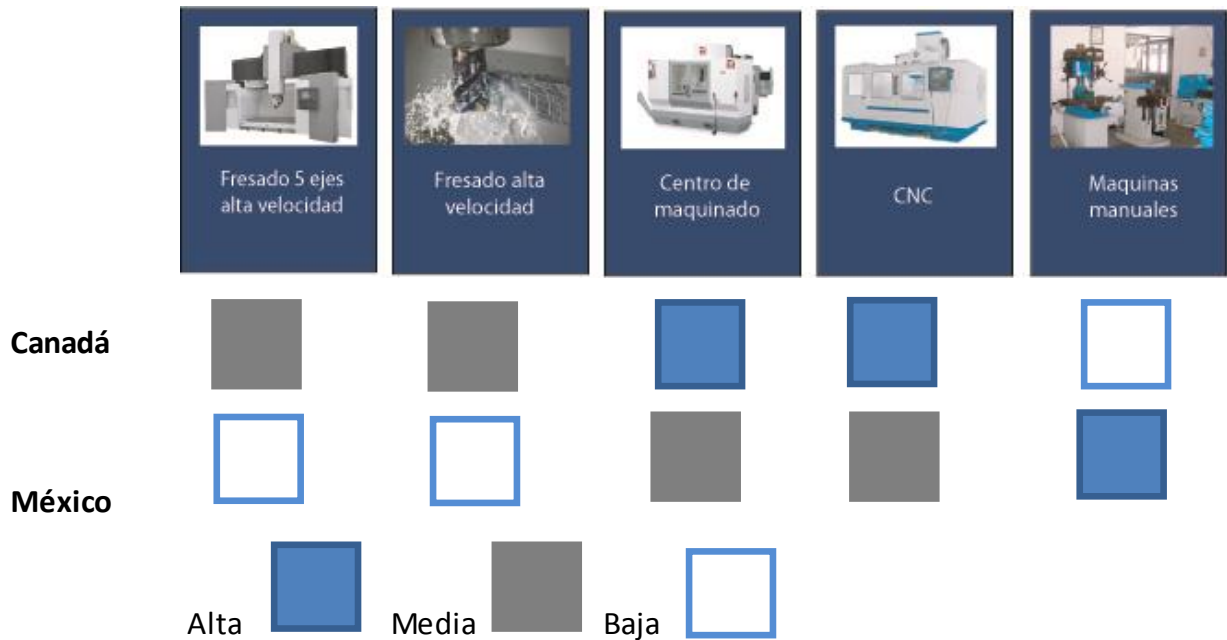 Fresado 5 ejes
alta velocidad
Fresado alta
velocidad
Centro de
maquinado
CNC
Maquinas
manuales
Canadá
México
Alta
Media
Baja